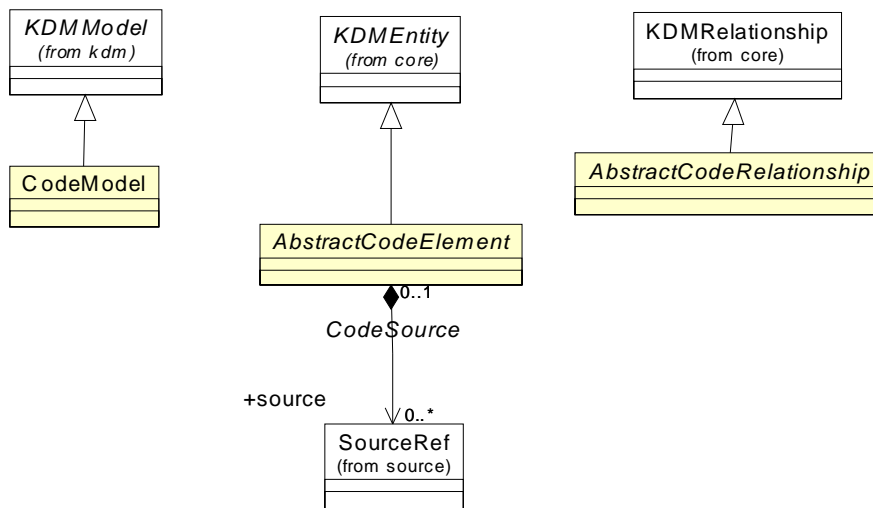 KDMModel
(from kdm)
KDMEntity
(from core)
KDMRelationship
(from core)
CodeModel
AbstractCodeRelationship
AbstractCodeElement
0..1
CodeSource
+source
0..*
SourceRef
(from source)